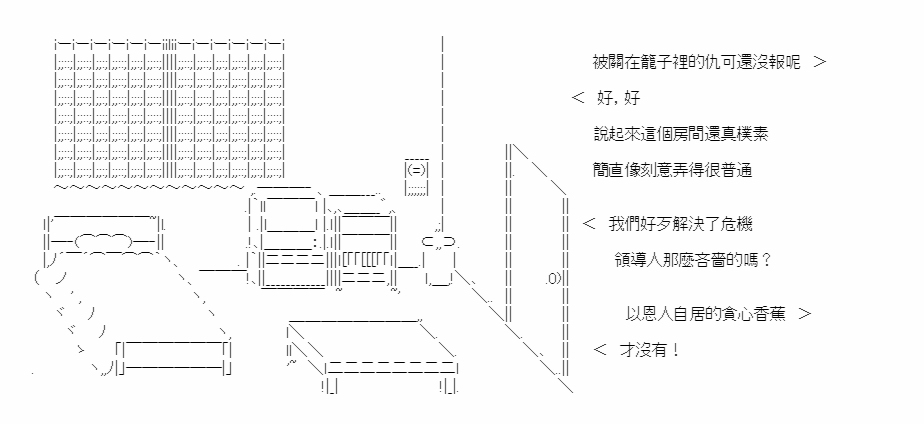 被關在籠子裡的仇可還沒報呢 ＞
＜ 好，好
說起來這個房間還真樸素
簡直像刻意弄得很普通
＜ 我們好歹解決了危機
領導人那麼吝嗇的嗎？
以恩人自居的貪心香蕉 ＞
＜ 才沒有！